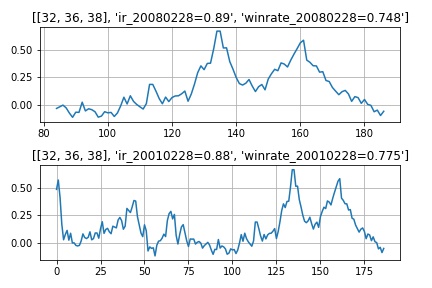 [[32, 36, 38], 'ir_20080228=0.89', 'winrate_20080228=0.748']
0.50
0.25
0.00
80 100 120 140 160 180
[[32, 36, 38], 'ir_20010228=0.88', 'winrate_20010228=0.775']
0.50
0.25
0.00
0 25 50 75 100 125 150 175